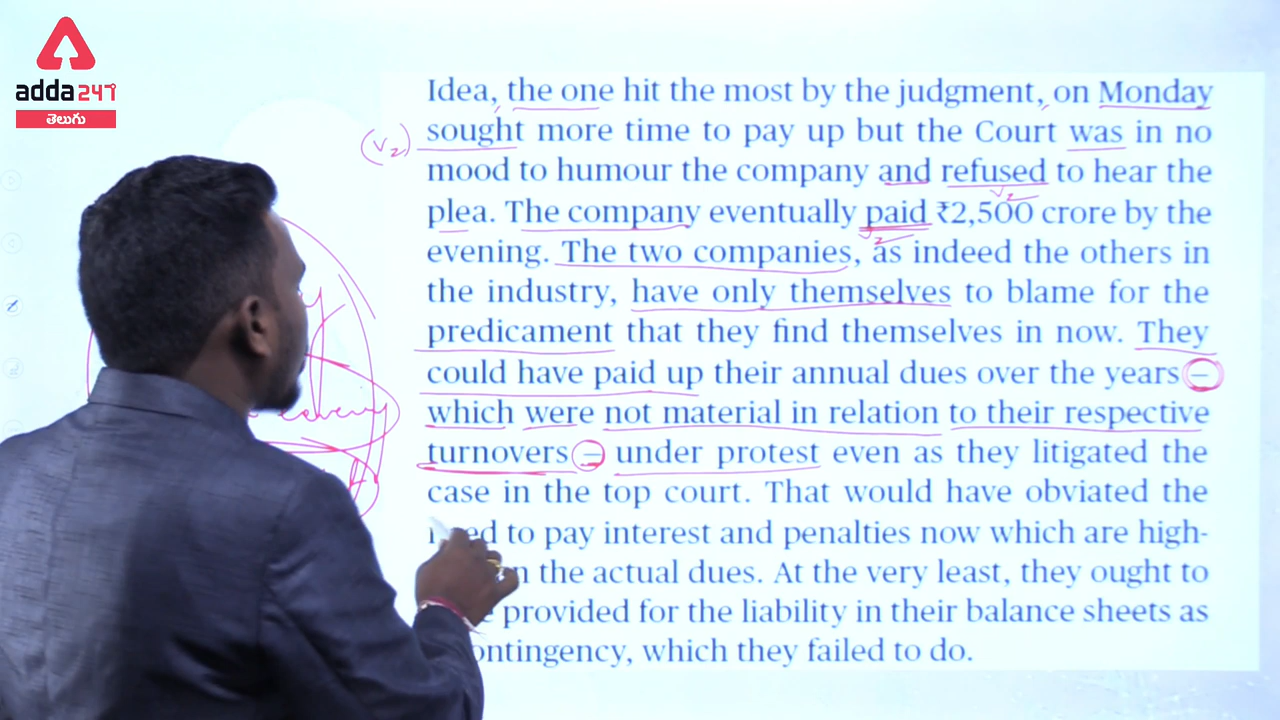 adda247
తెలుగు
Idea, the one hit the most by the judgment, on Monday
(V2) sought more time to pay up but the Court was in no
mood to humour the company and refused to hear the
V2
plea. The company eventually paid ₹2,500 crore by the
V2
evening. The two companies, as indeed the others in
the industry, have only themselves to blame for the
predicament that they find themselves in now. They
could have paid up their annual dues over the years –
which were not material in relation to their respective
turnovers – under protest even as they litigated the
case in the top court. That would have obviated the
to pay interest and penalties now which are high-
the actual dues. At the very least, they ought to
provided for the liability in their balance sheets as
ontingency, which they failed to do.